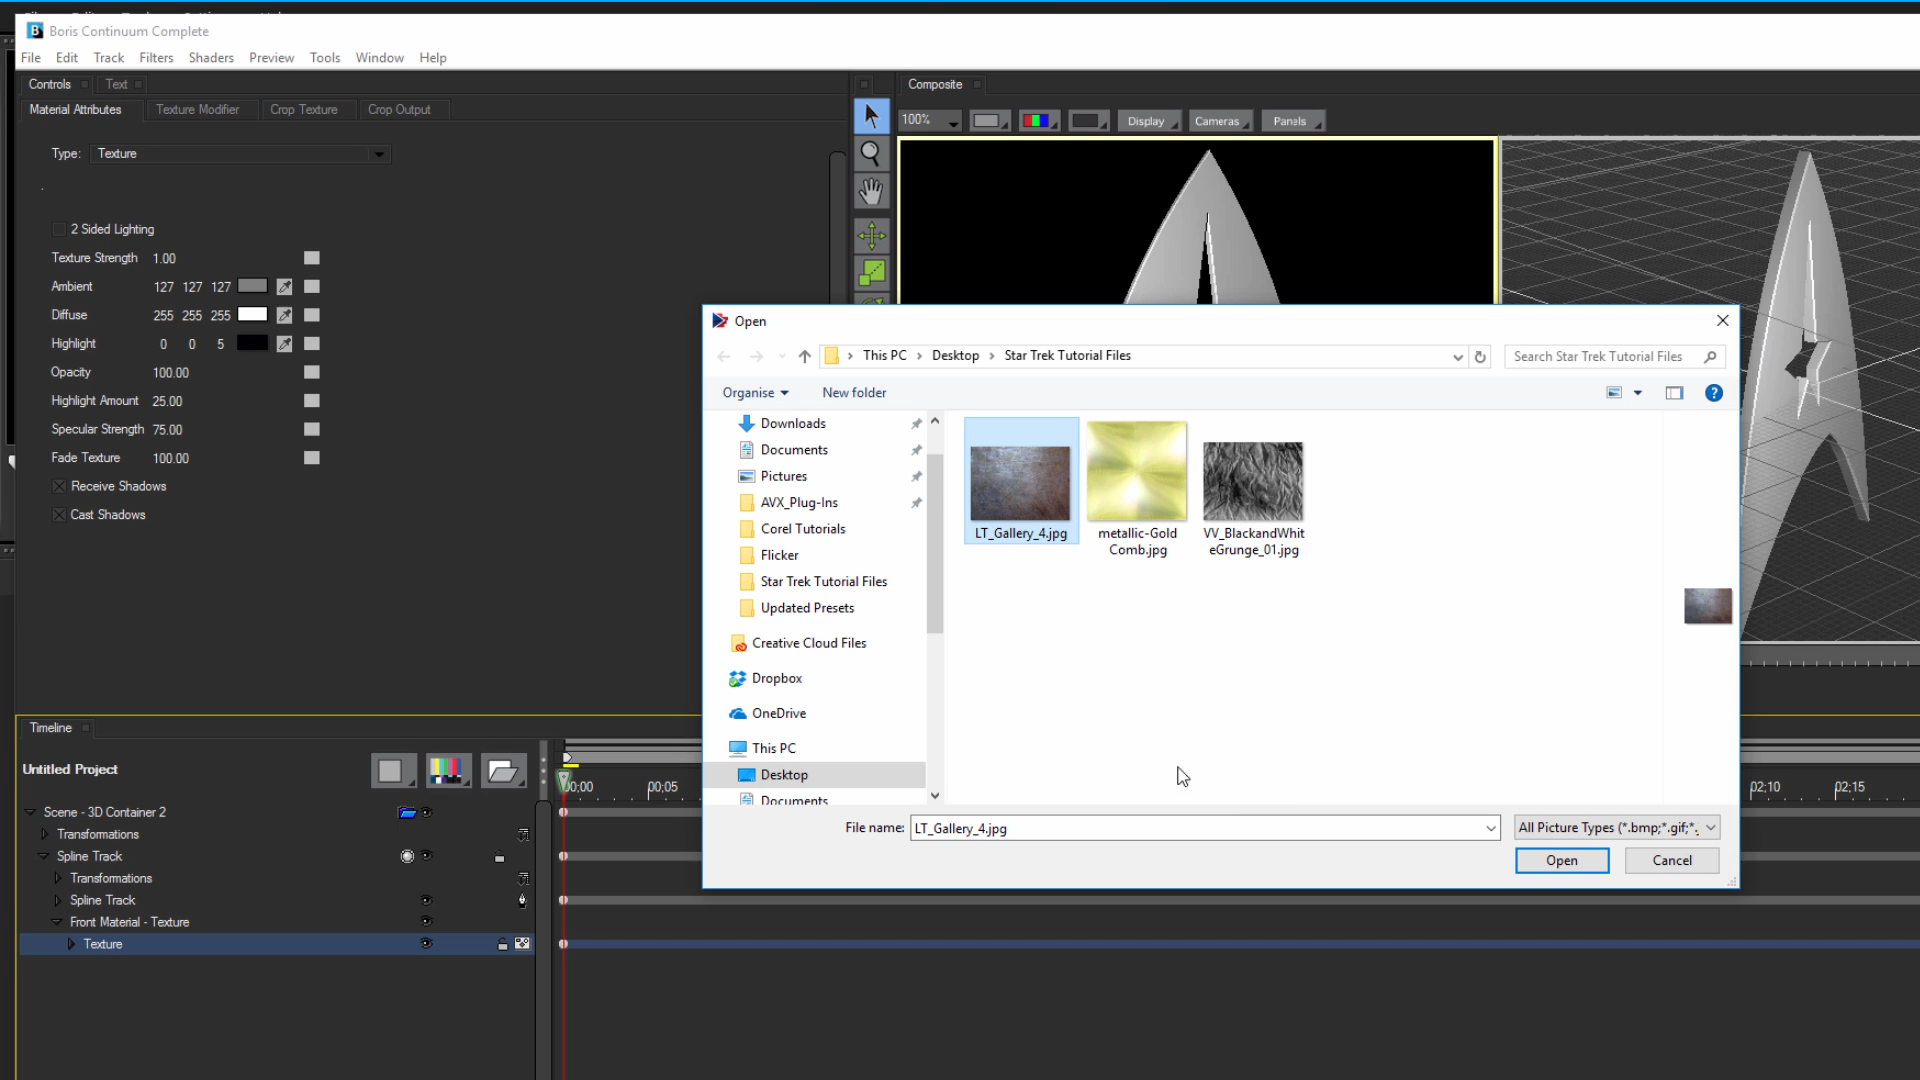 Boris Continuum Complete
File Edit Track Filters Shaders Preview Tools Window Help
Controls Text
Composite
Material Attributes Texture Modifier Crop Texture Crop Output
100% Display Cameras Panels
Type: Texture
2 Sided Lighting
Texture Strength 1.00
Ambient 127 127 127
Diffuse 255 255 255
Highlight 0 0 5
Opacity 100.00
Highlight Amount 25.00
Specular Strength 75.00
Fade Texture 100.00
Receive Shadows
Cast Shadows
Open
This PC > Desktop > Star Trek Tutorial Files
Search Star Trek Tutorial Files
Organise New folder
Downloads
Documents
Pictures
AVX_Plug-Ins
Corel Tutorials
Flicker
Star Trek Tutorial Files
Updated Presets
Creative Cloud Files
Dropbox
OneDrive
This PC
Desktop
Documents
LT_Gallery_4.jpg
metallic-Gold
Comb.jpg
VV_BlackandWhit
eGrunge_01.jpg
File name: LT_Gallery_4.jpg
All Picture Types (*.bmp;*.gif;*.
Open Cancel
Timeline
Untitled Project
00;00 00;05 02;10 02;15
Scene - 3D Container 2
Transformations
Spline Track
Transformations
Spline Track
Front Material - Texture
Texture